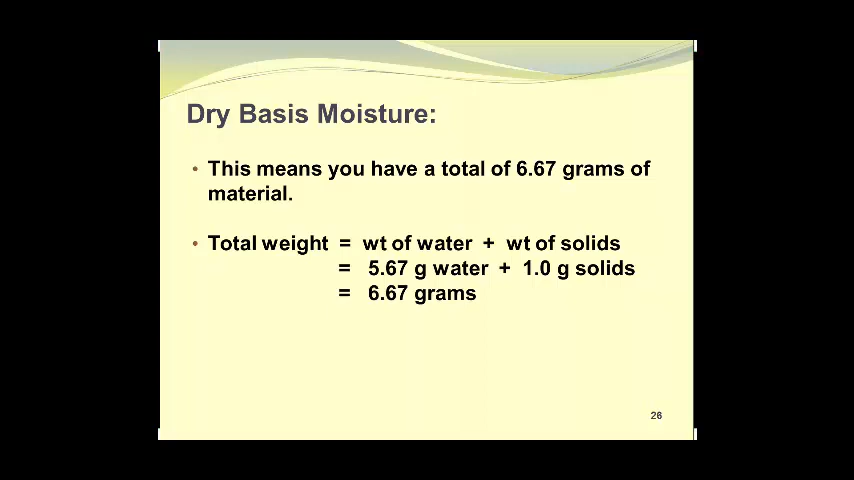 Dry Basis Moisture:
• This means you have a total of 6.67 grams of
material.
• Total weight = wt of water + wt of solids
= 5.67 g water + 1.0 g solids
= 6.67 grams
26